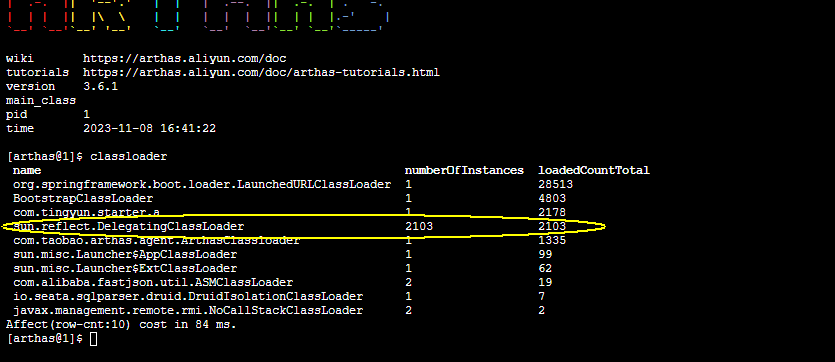 wiki https://arthas.aliyun.com/doc
tutorials https://arthas.aliyun.com/doc/arthas-tutorials.html
version 3.6.1
main_class
pid 1
time 2023-11-08 16:41:22
[arthas@1]$ classloader
name numberOfInstances loadedCountTotal
org.springframework.boot.loader.LaunchedURLClassLoader 1 28513
BootstrapClassLoader 1 4803
com.tingyun.starter.a 1 2178
sun.reflect.DelegatingClassLoader 2103 2103
com.taobao.arthas.agent.ArthasClassloader 1 1335
sun.misc.Launcher$AppClassLoader 1 99
sun.misc.Launcher$ExtClassLoader 1 62
com.alibaba.fastjson.util.ASMClassLoader 2 19
io.seata.sqlparser.druid.DruidIsolationClassLoader 1 7
javax.management.remote.rmi.NoCallStackClassLoader 2 2
Affect(row-cnt:10) cost in 84 ms.
[arthas@1]$